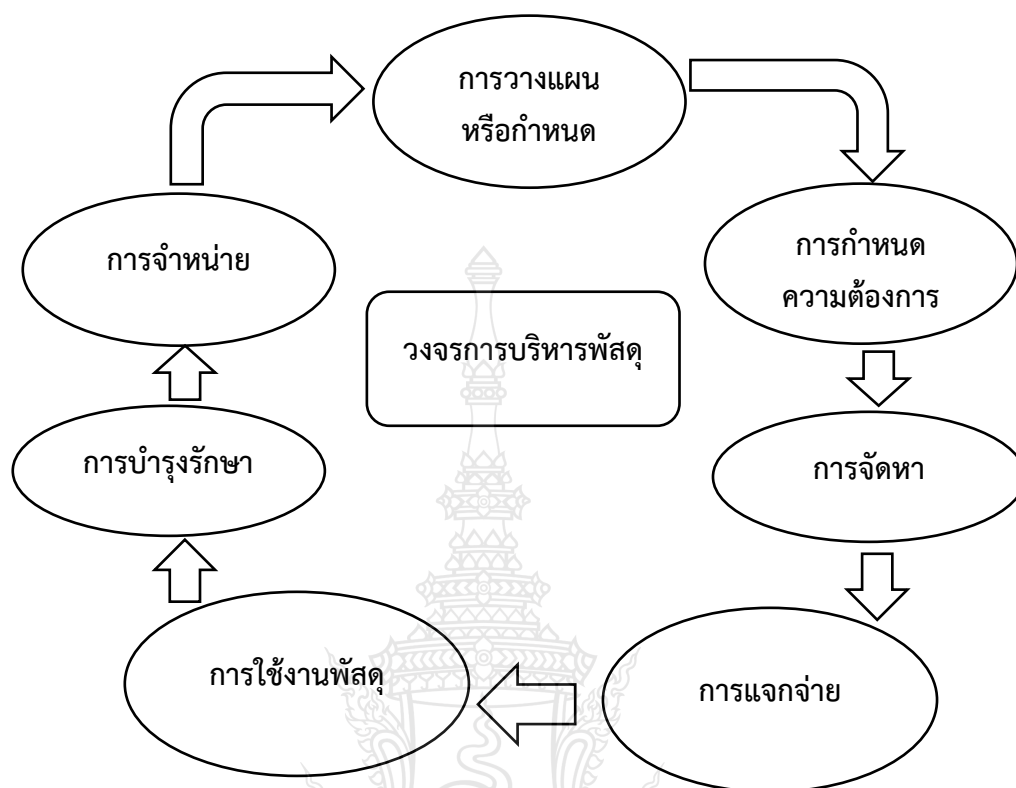 การวางแผน
หรือกำหนด
การกำหนด
ความต้องการ
การจัดหา
การแจกจ่าย
การใช้งานพัสดุ
การบำรุงรักษา
การจำหน่าย
วงจรการบริหารพัสดุ